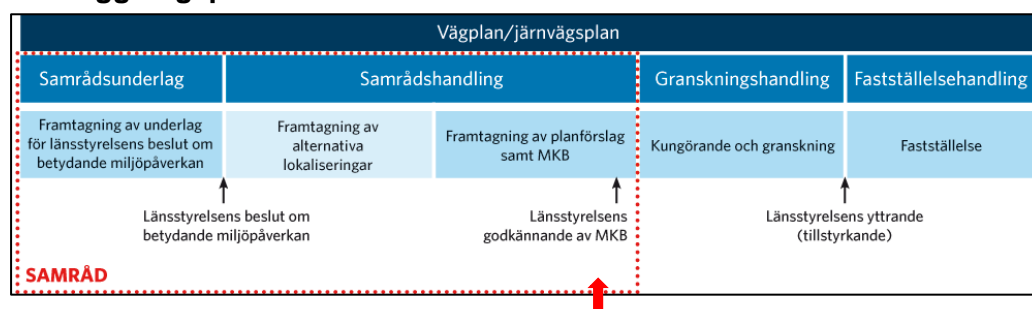 Vägplan/järnvägsplan
Samrådsunderlag
Samrådshandling
Granskningshandling
Fastställelsehandling
Framtagning av underlag
för länsstyrelsens beslut om
betydande miljöpåverkan
Framtagning av
alternativa
lokaliseringar
Framtagning av planförslag
samt MKB
Kungörande och granskning
Fastställelse
Länsstyrelsens beslut om
betydande miljöpåverkan
Länsstyrelsens
godkännande av MKB
Länsstyrelsens yttrande
(tillstyrkande)
SAMRÅD